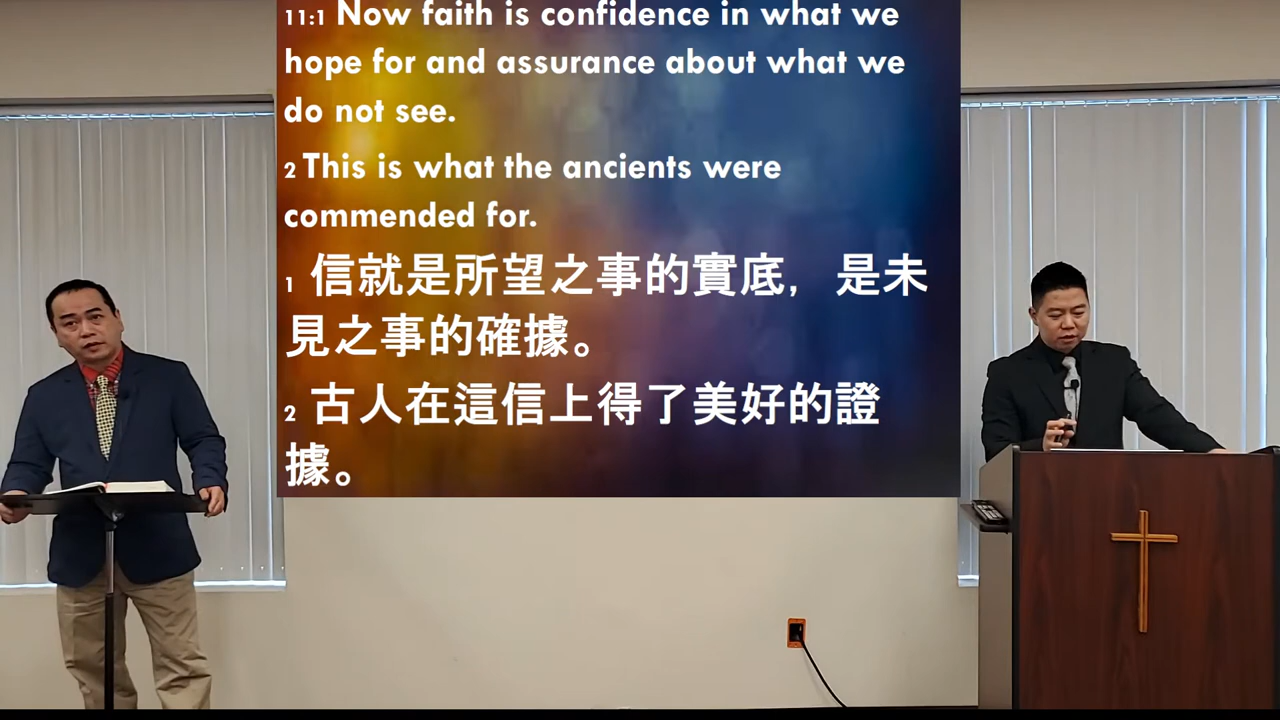 11:1 Now faith is confidence in what we
hope for and assurance about what we
do not see.
2 This is what the ancients were
commended for.
1 信就是所望之事的實底，是未
見之事的確據。
2 古人在這信上得了美好的證
據。